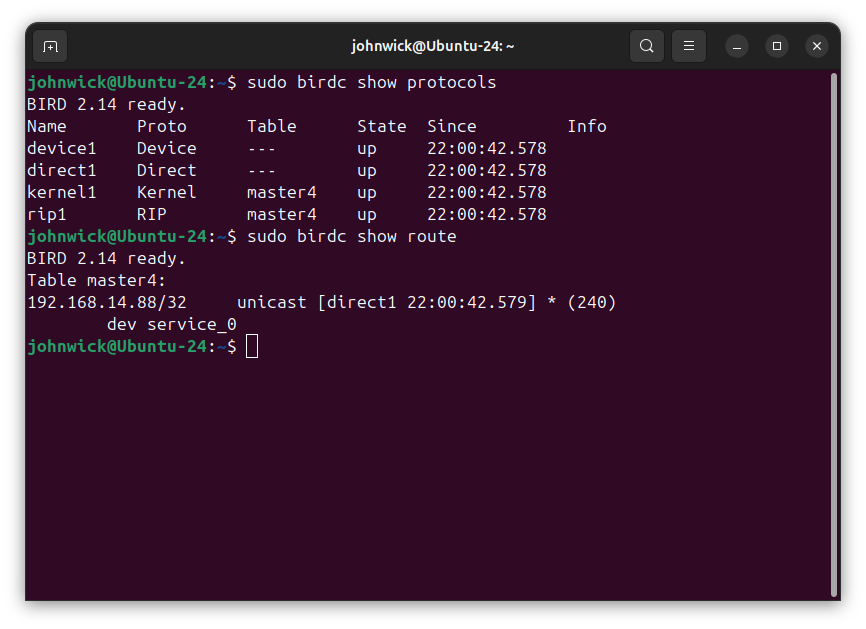 johnwick@Ubuntu-24: ~
johnwick@Ubuntu-24:~$ sudo birdc show protocols
BIRD 2.14 ready.
Name       Proto      Table      State  Since         Info
device1    Device     ---        up     22:00:42.578
direct1    Direct     ---        up     22:00:42.578
kernel1    Kernel     master4    up     22:00:42.578
rip1       RIP        master4    up     22:00:42.578
johnwick@Ubuntu-24:~$ sudo birdc show route
BIRD 2.14 ready.
Table master4:
192.168.14.88/32     unicast [direct1 22:00:42.579] * (240)
        dev service_0
johnwick@Ubuntu-24:~$